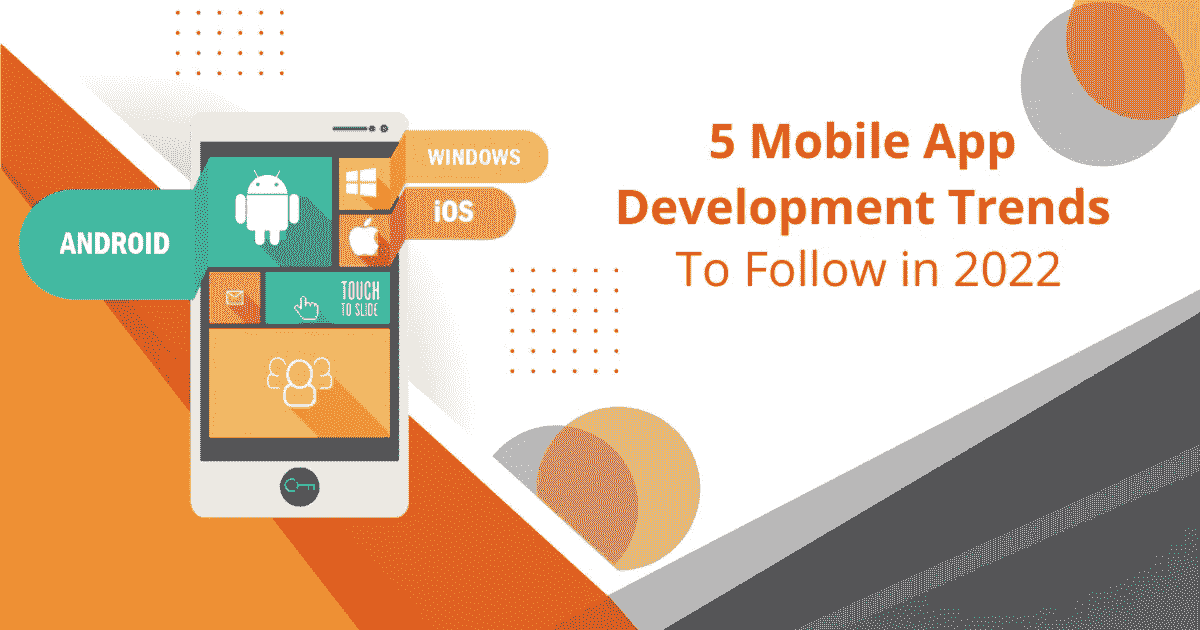 5 Mobile App
Development Trends
To Follow in 2022
WINDOWS
iOS
ANDROID
TOUCH
TO SLIDE